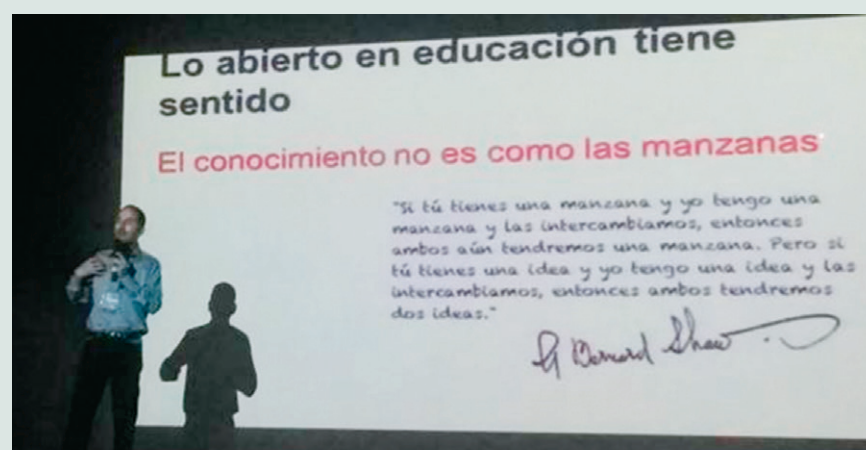 Lo abierto en educación tiene
sentido
El conocimiento no es como las manzanas
"Si tú tienes una manzana y yo tengo una
manzana y las intercambiamos, entonces
ambos aún tendremos una manzana. Pero si
tú tienes una idea y yo tengo una idea y las
intercambiamos, entonces ambos tendremos
dos ideas."
G Bernard Shaw